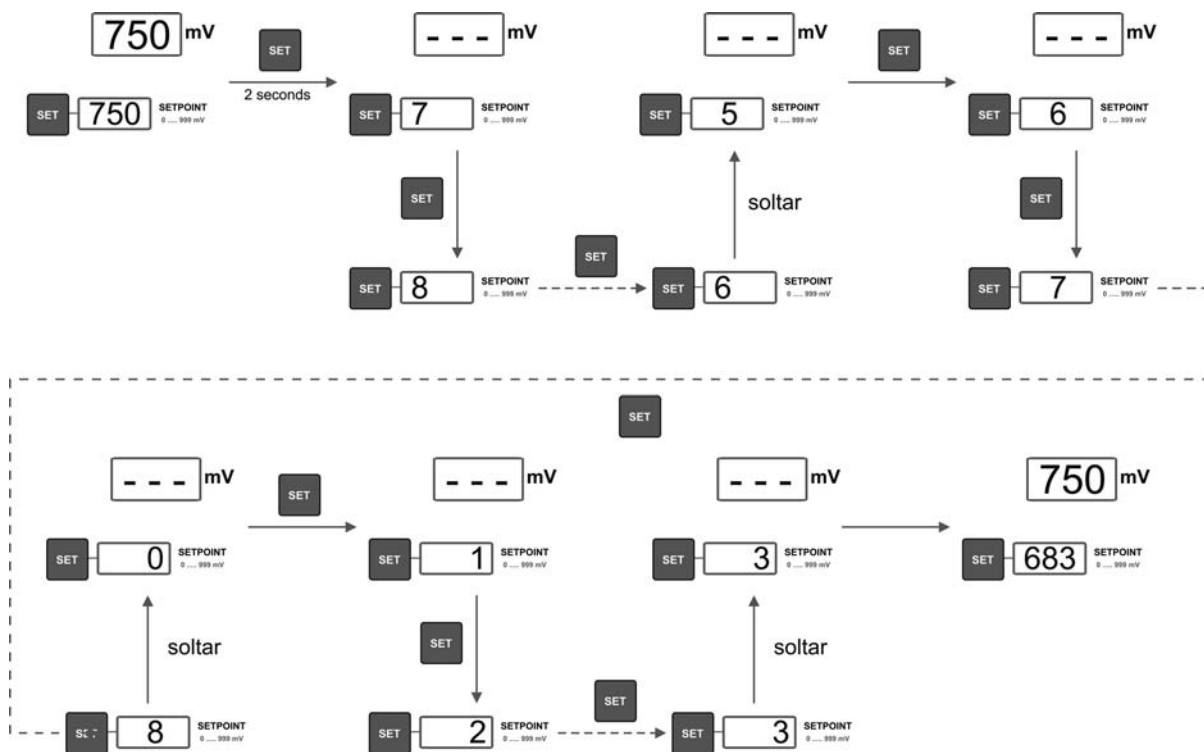 750 mV
SET
2 seconds
SET 750 SETPOINT
0 ..... 999 mV
- - - mV
SET 7 SETPOINT
0 ..... 999 mV
SET
SET 8 SETPOINT
0 ..... 999 mV
SET
SET 6 SETPOINT
0 ..... 999 mV
soltar
- - - mV
SET 5 SETPOINT
0 ..... 999 mV
SET
- - - mV
SET 6 SETPOINT
0 ..... 999 mV
SET
SET 7 SETPOINT
0 ..... 999 mV
SET
SET 8 SETPOINT
0 ..... 999 mV
soltar
- - - mV
SET 0 SETPOINT
0 ..... 999 mV
SET
- - - mV
SET 1 SETPOINT
0 ..... 999 mV
SET
SET 2 SETPOINT
0 ..... 999 mV
SET
SET 3 SETPOINT
0 ..... 999 mV
soltar
- - - mV
SET 3 SETPOINT
0 ..... 999 mV
750 mV
SET 683 SETPOINT
0 ..... 999 mV